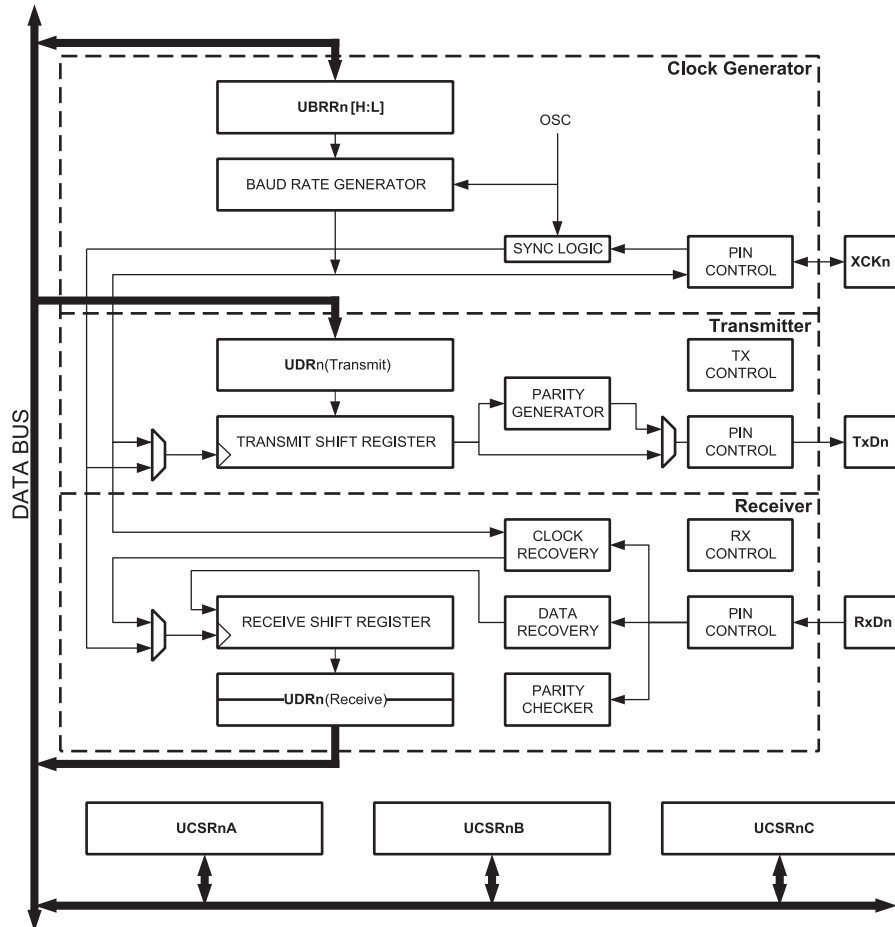 Clock Generator
UBRRn [H:L]
OSC
BAUD RATE GENERATOR
SYNC LOGIC
PIN
CONTROL
XCKn
Transmitter
UDRn(Transmit)
TX
CONTROL
PARITY
GENERATOR
TRANSMIT SHIFT REGISTER
PIN
CONTROL
TxDn
DATA BUS
Receiver
CLOCK
RECOVERY
RX
CONTROL
RECEIVE SHIFT REGISTER
DATA
RECOVERY
PIN
CONTROL
RxDn
UDRn(Receive)
PARITY
CHECKER
UCSRnA
UCSRnB
UCSRnC